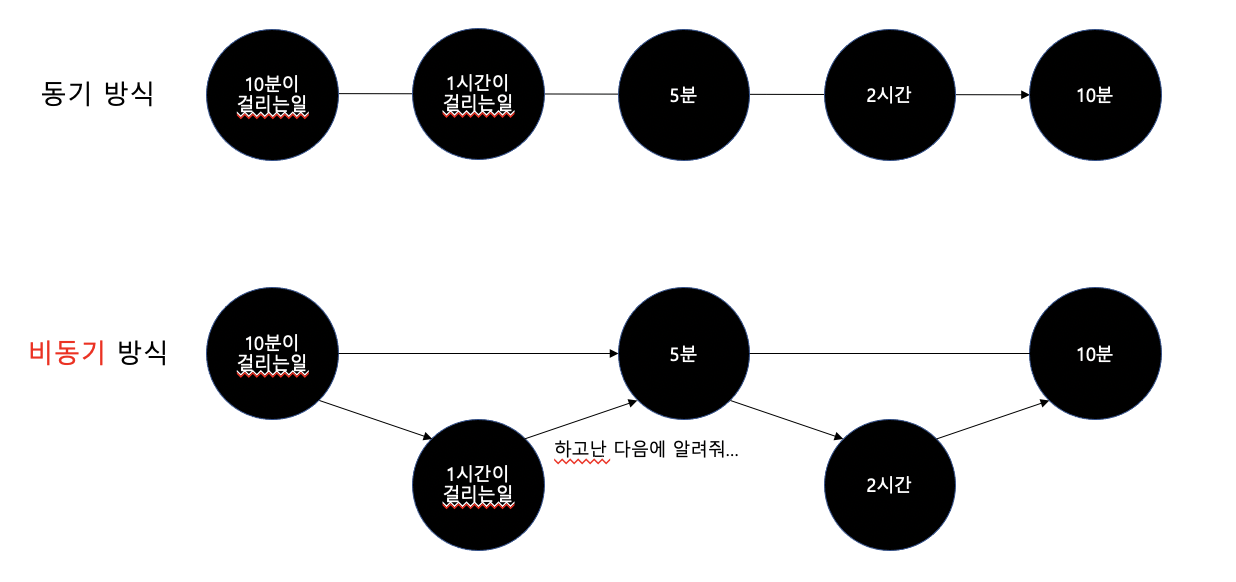 동기 방식
10분이
걸리는일
1시간이
걸리는일
5분
2시간
10분
비동기 방식
10분이
걸리는일
5분
10분
하고난 다음에 알려줘...
1시간이
걸리는일
2시간